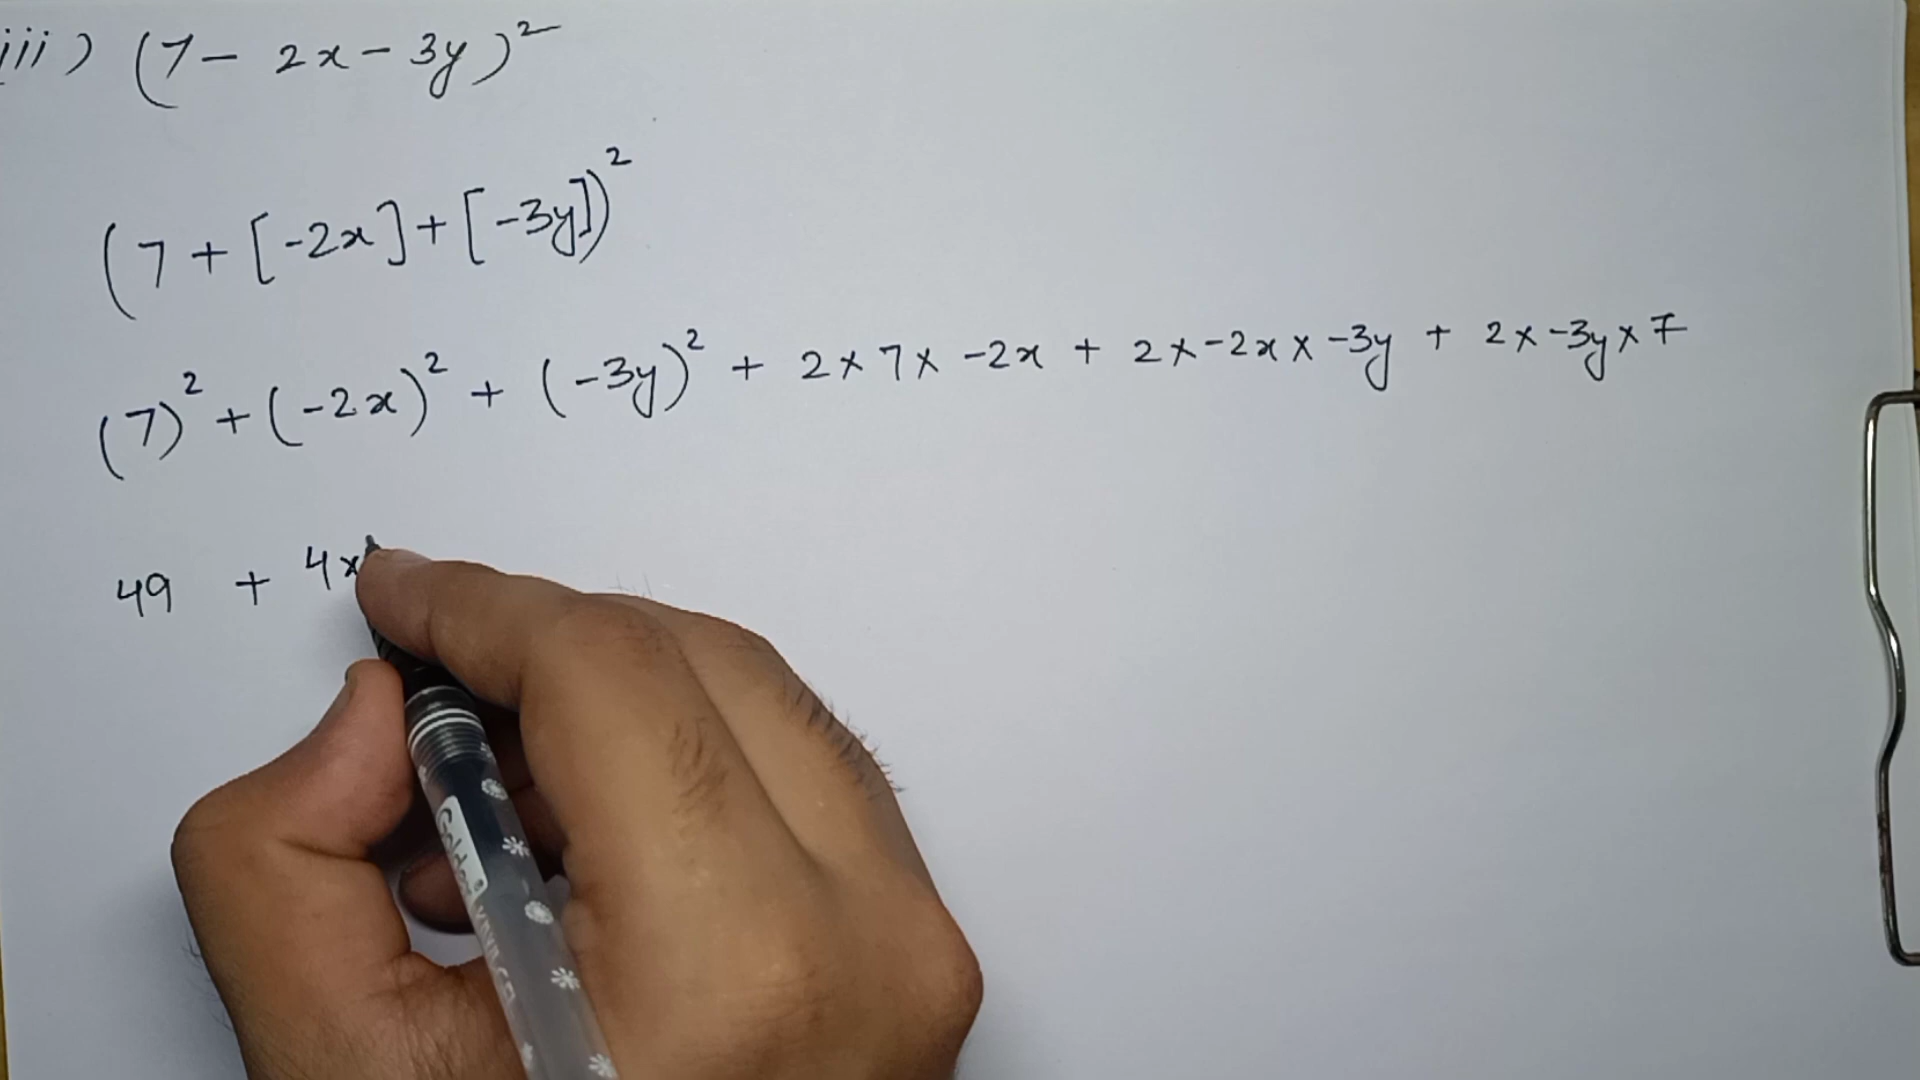 iii) (7 - 2x - 3y)²
(7 + [-2x] + [-3y])²
(7)² + (-2x)² + (-3y)² + 2 × 7 × -2x + 2 × -2x × -3y + 2 × -3y × 7
49 + 4x